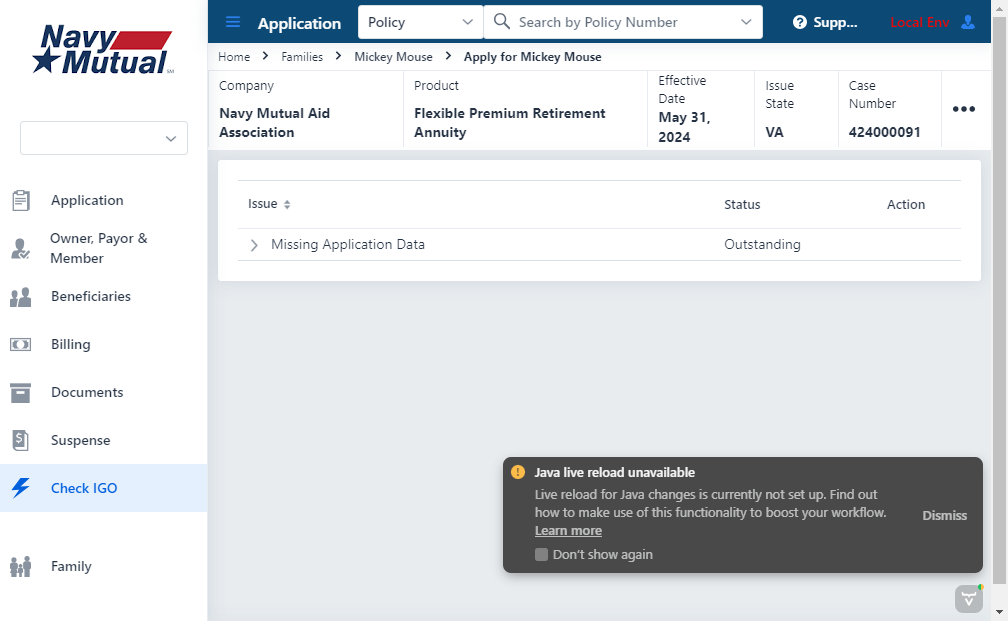 Navy
Mutual
SM
Application
Policy
Search by Policy Number
Supp...
Local Env
Home
Families
Mickey Mouse
Apply for Mickey Mouse
Company
Navy Mutual Aid
Association
Product
Flexible Premium Retirement
Annuity
Effective
Date
May 31,
2024
Issue
State
VA
Case
Number
424000091
Application
Owner, Payor &
Member
Beneficiaries
Billing
Documents
Suspense
Check IGO
Family
Issue Status Action
Missing Application Data Outstanding
Java live reload unavailable
Live reload for Java changes is currently not set up. Find out
how to make use of this functionality to boost your workflow.
Learn more
Don't show again
Dismiss